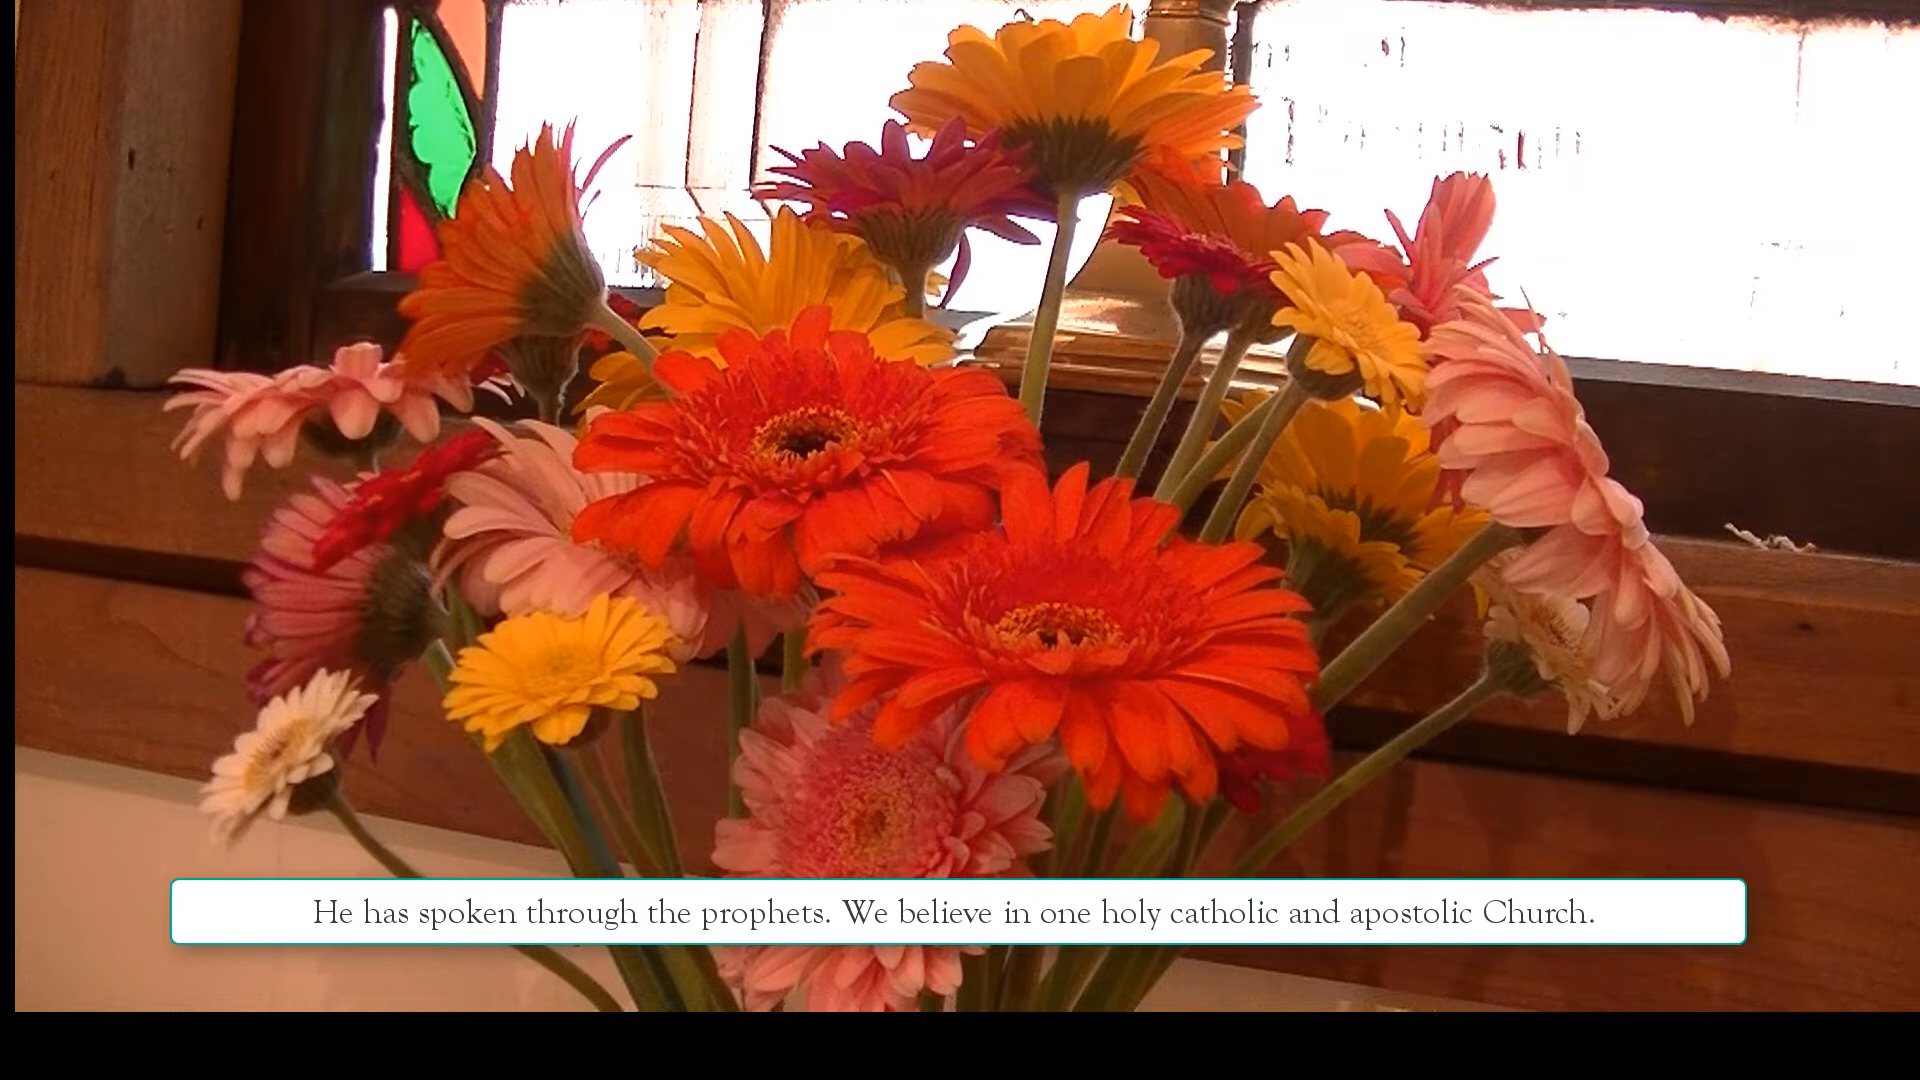 He has spoken through the prophets. We believe in one holy catholic and apostolic Church.